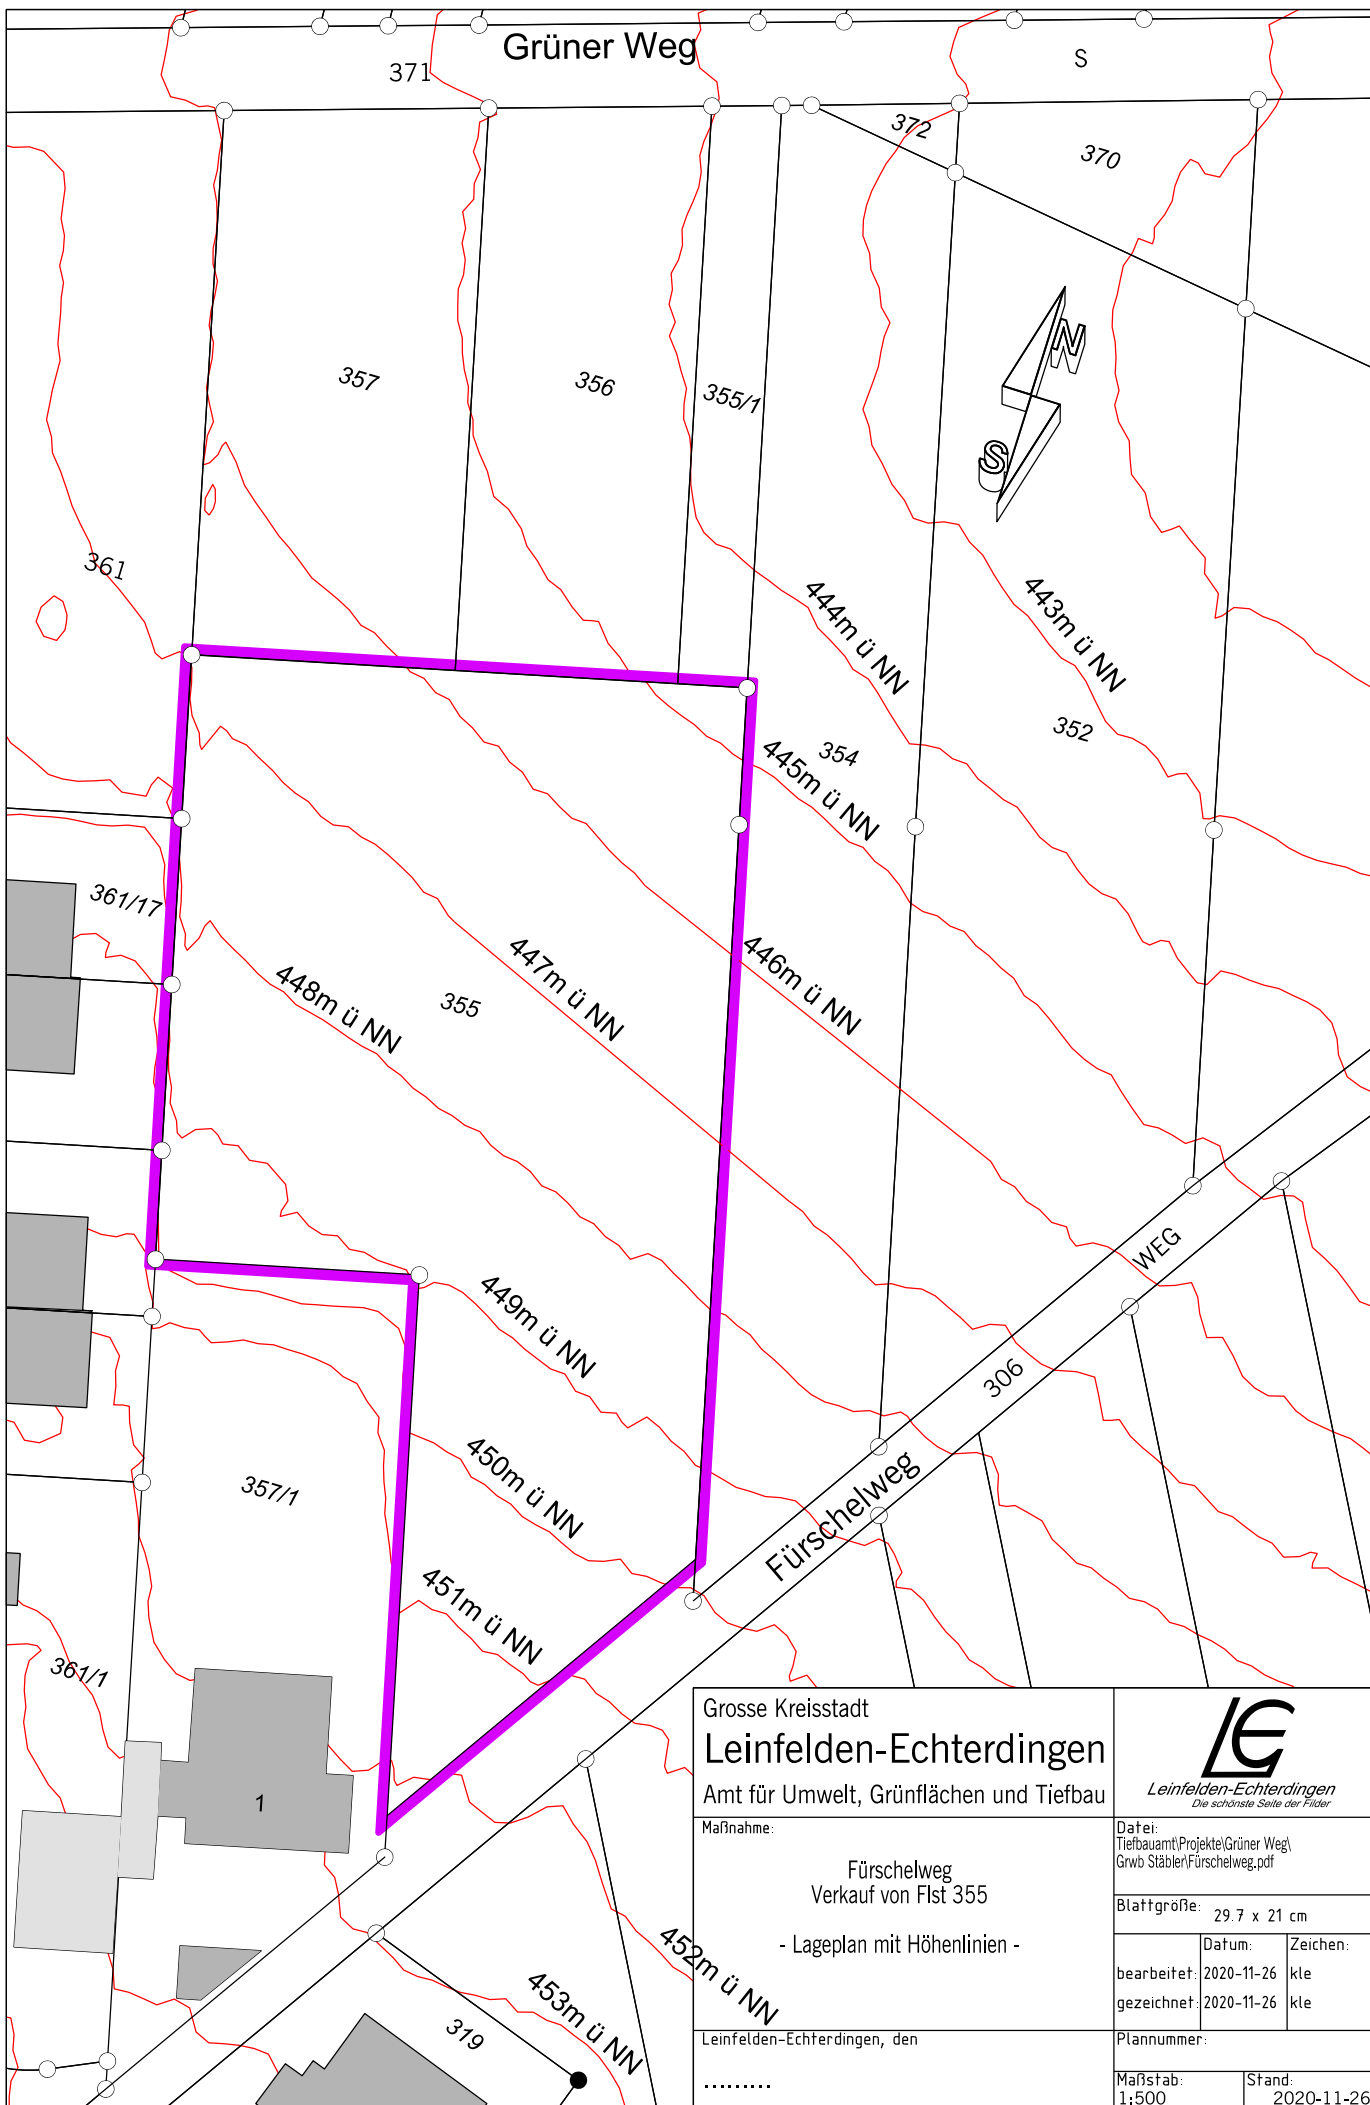 Grüner Weg
371
S
372
370
N
S
357
356
355/1
361
444m ü NN
443m ü NN
352
354
445m ü NN
361/17
448m ü NN
355
447m ü NN
446m ü NN
WEG
449m ü NN
306
450m ü NN
357/1
Fürschelweg
451m ü NN
361/1
1
452m ü NN
453m ü NN
319
Grosse Kreisstadt
Leinfelden-Echterdingen
Amt für Umwelt, Grünflächen und Tiefbau
LE
Leinfelden-Echterdingen
Die schönste Seite der Filder
Maßnahme:
Fürschelweg
Verkauf von Flst 355
- Lageplan mit Höhenlinien -
Datei:
Tiefbauamt\Projekte\Grüner Weg\
Grwb Stäbler\Fürschelweg.pdf
Blattgröße: 29.7 x 21 cm
Datum: Zeichen:
bearbeitet: 2020-11-26 kle
gezeichnet: 2020-11-26 kle
Leinfelden-Echterdingen, den
.........
Plannummer:
Maßstab: Stand:
1:500 2020-11-26